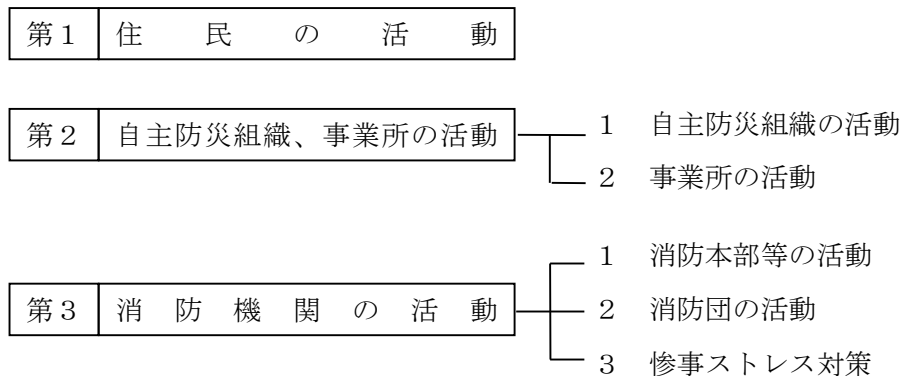 第１ 住民の活動
第２ 自主防災組織、事業所の活動
１ 自主防災組織の活動
２ 事業所の活動
第３ 消防機関の活動
１ 消防本部等の活動
２ 消防団の活動
３ 惨事ストレス対策